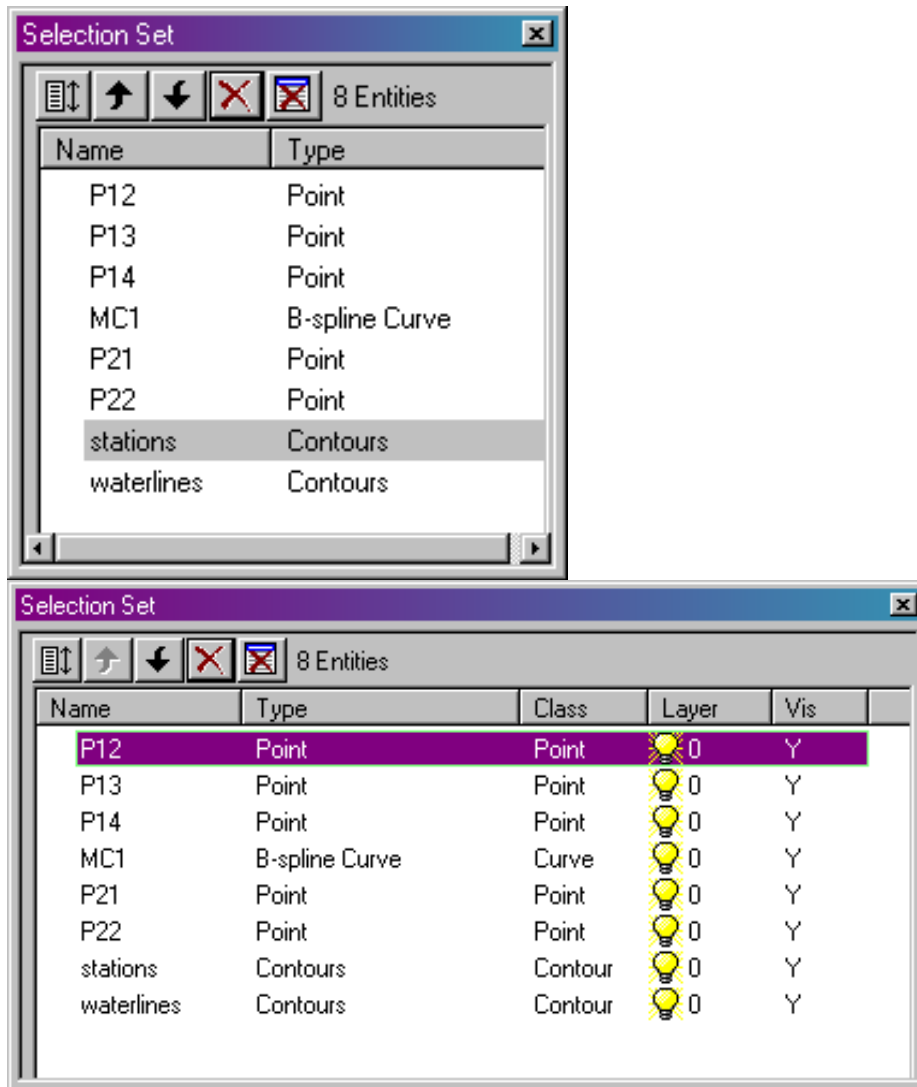 Selection Set
8 Entities
Name Type
P12 Point
P13 Point
P14 Point
MC1 B-spline Curve
P21 Point
P22 Point
stations Contours
waterlines Contours
Selection Set
8 Entities
Name Type Class Layer Vis
P12 Point Point 0 Y
P13 Point Point 0 Y
P14 Point Point 0 Y
MC1 B-spline Curve Curve 0 Y
P21 Point Point 0 Y
P22 Point Point 0 Y
stations Contours Contour 0 Y
waterlines Contours Contour 0 Y